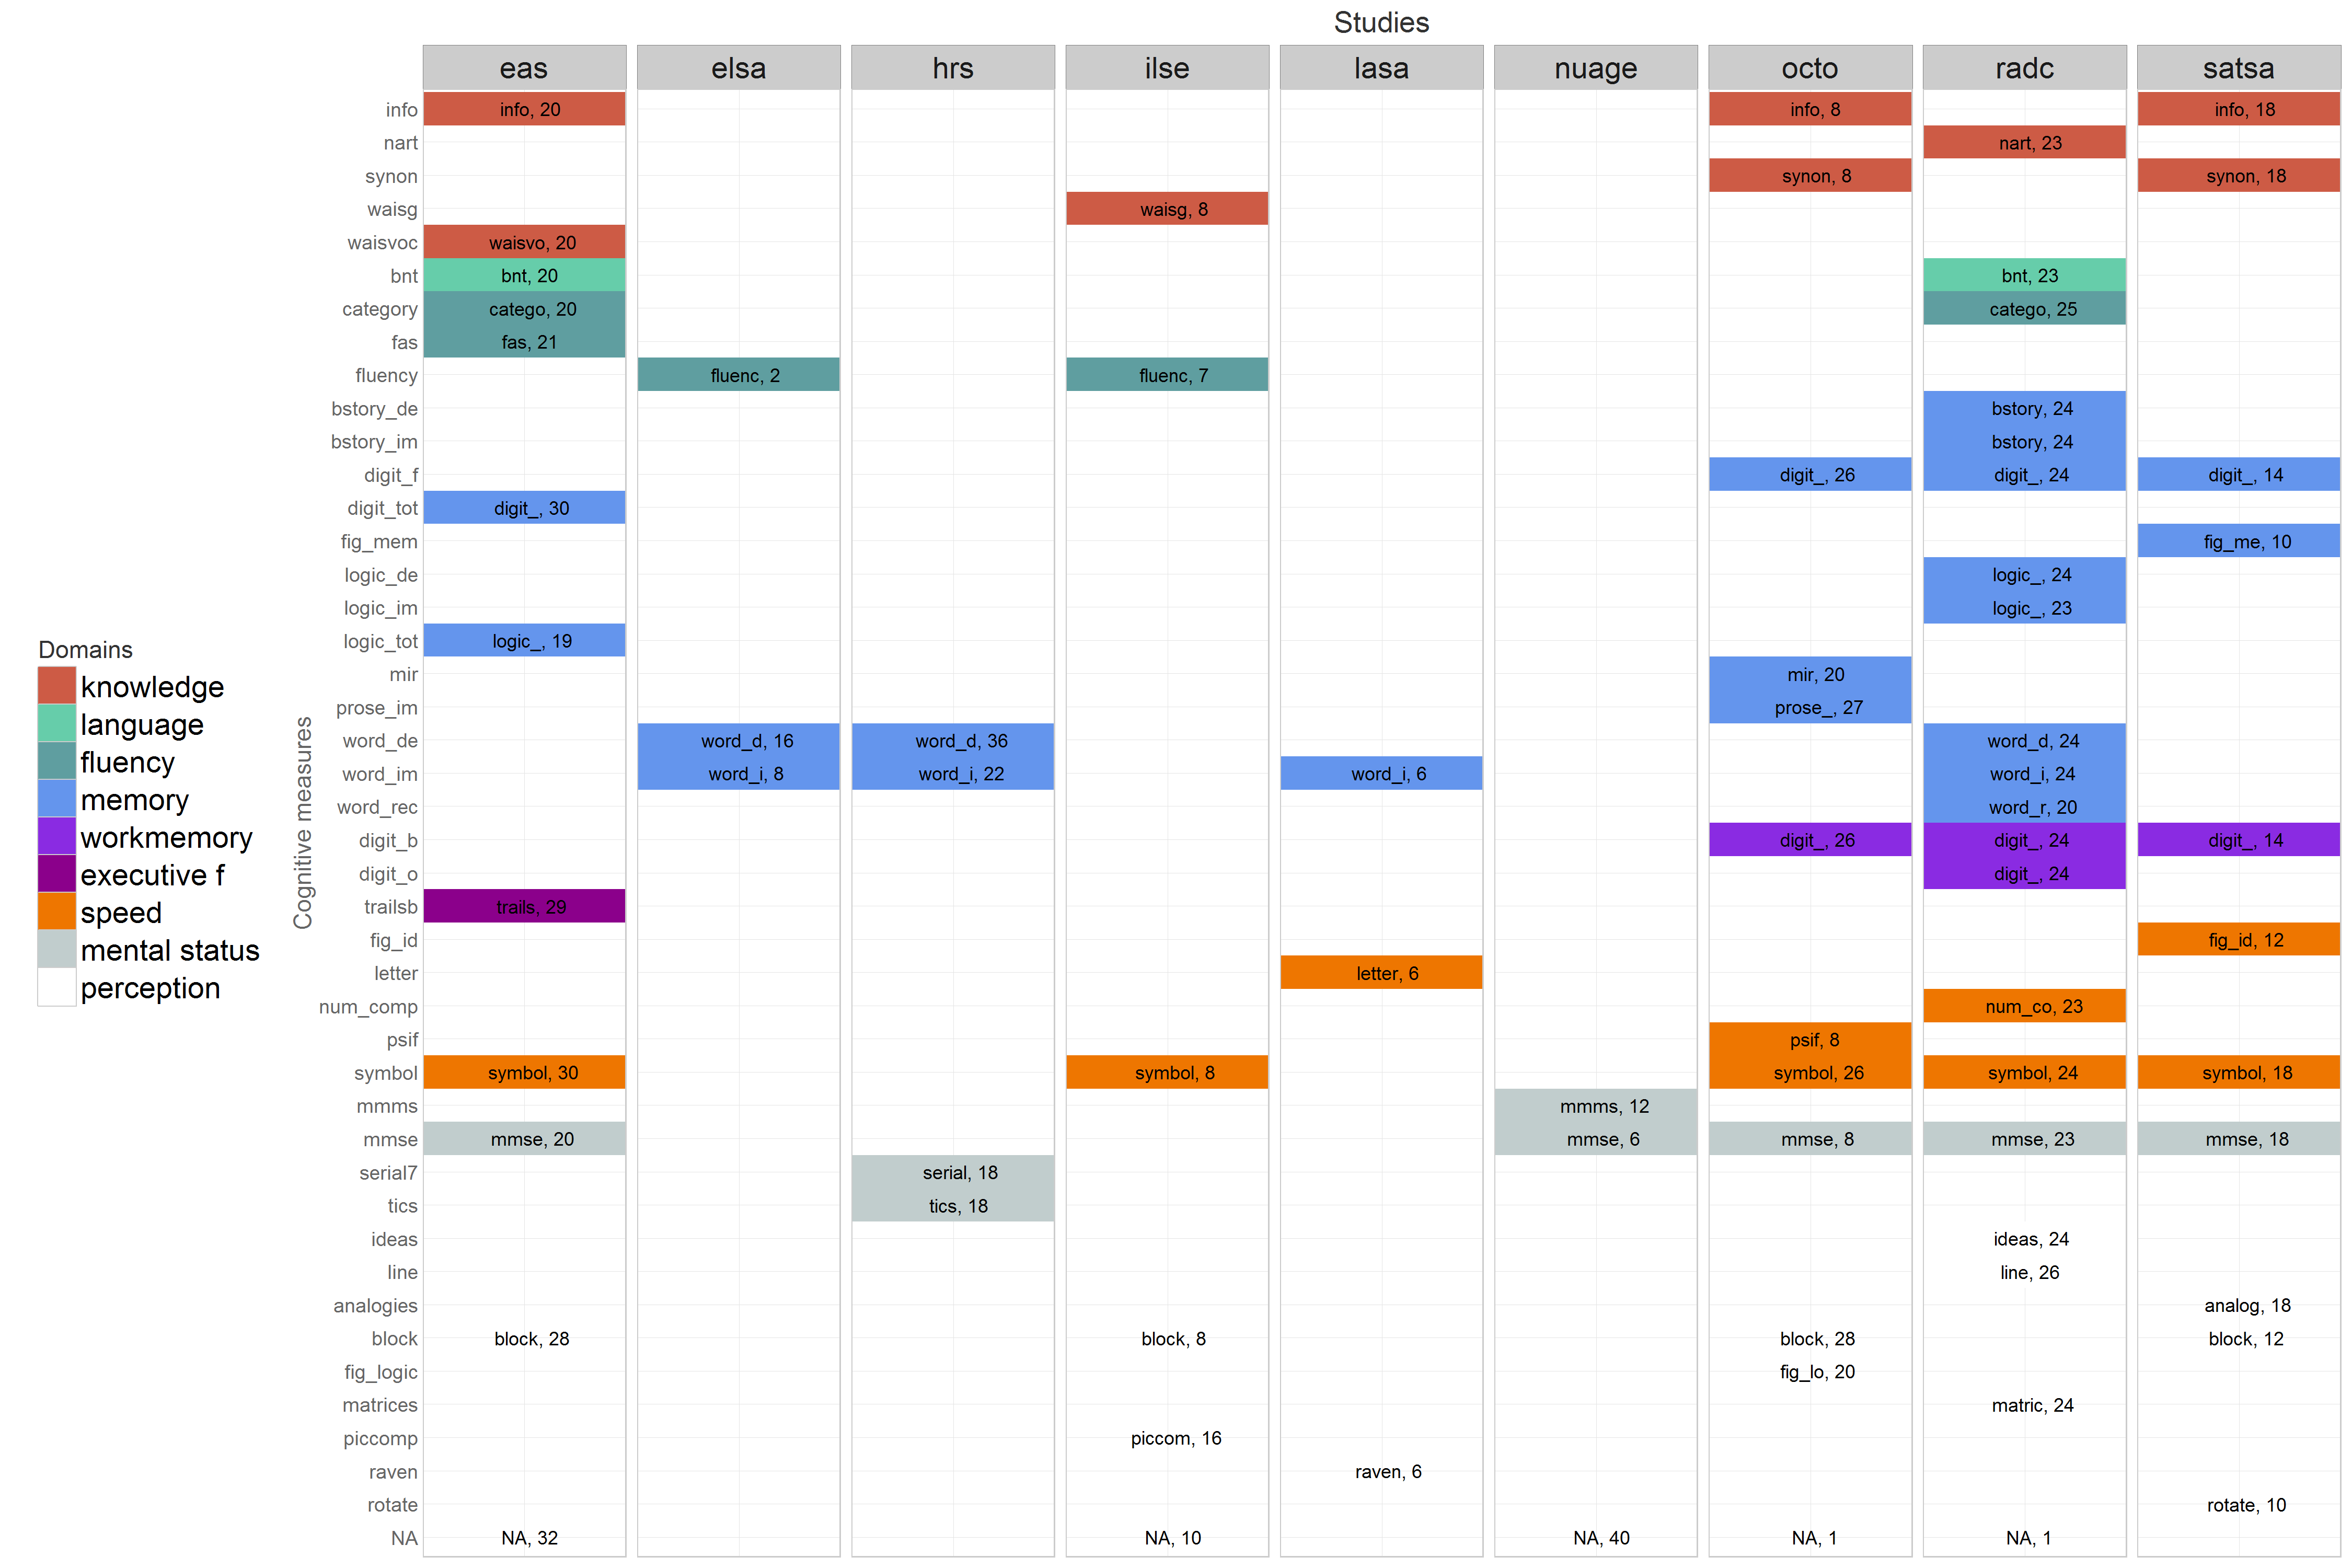 Studies
eas elsa hrs ilse lasa nuage octo radc satsa
info info, 20 info, 8 info, 18
nart nart, 23
synon synon, 8 synon, 18
waisg waisg, 8
waisvoc waisvo, 20
bnt bnt, 20 bnt, 23
category catego, 20 catego, 25
fas fas, 21
fluency fluenc, 2 fluenc, 7
bstory_de bstory, 24
bstory_im bstory, 24
digit_f digit_, 26 digit_, 24 digit_, 14
digit_tot digit_, 30
fig_mem fig_me, 10
logic_de logic_, 24
logic_im logic_, 23
logic_tot logic_, 19
mir mir, 20
prose_im prose_, 27
word_de word_d, 16 word_d, 36 word_d, 24
word_im word_i, 8 word_i, 22 word_i, 6 word_i, 24
word_rec word_r, 20
digit_b digit_, 26 digit_, 24 digit_, 14
digit_o digit_, 24
trailsb trails, 29
fig_id fig_id, 12
letter letter, 6
num_comp num_co, 23
psif psif, 8
symbol symbol, 30 symbol, 8 symbol, 26 symbol, 24 symbol, 18
mmms mmms, 12
mmse mmse, 20 mmse, 6 mmse, 8 mmse, 23 mmse, 18
serial7 serial, 18
tics tics, 18
ideas ideas, 24
line line, 26
analogies analog, 18
block block, 28 block, 8 block, 28 block, 12
fig_logic fig_lo, 20
matrices matric, 24
piccomp piccom, 16
raven raven, 6
rotate rotate, 10
NA NA, 32 NA, 10 NA, 40 NA, 1 NA, 1
Cognitive measures
Domains
knowledge
language
fluency
memory
workmemory
executive f
speed
mental status
perception